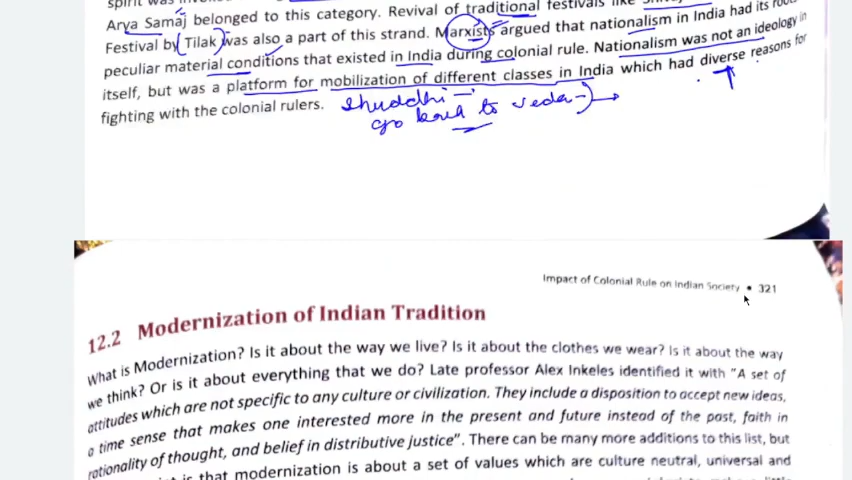 spirit was
Arya Samaj belonged to this category. Revival of traditional festivals like
Festival by Tilak was also a part of this strand. Marxists argued that nationalism in India had its roots
peculiar material conditions that existed in India during colonial rule. Nationalism was not an ideology in
itself, but was a platform for mobilization of different classes in India which had diverse reasons for
fighting with the colonial rulers.
Shuddhi
go back to veda
Impact of Colonial Rule on Indian Society • 321
12.2 Modernization of Indian Tradition
What is Modernization? Is it about the way we live? Is it about the clothes we wear? Is it about the way
we think? Or is it about everything that we do? Late professor Alex Inkeles identified it with "A set of
attitudes which are not specific to any culture or civilization. They include a disposition to accept new ideas,
a time sense that makes one interested more in the present and future instead of the past, faith in
rationality of thought, and belief in distributive justice". There can be many more additions to this list, but
is that modernization is about a set of values which are culture neutral, universal and